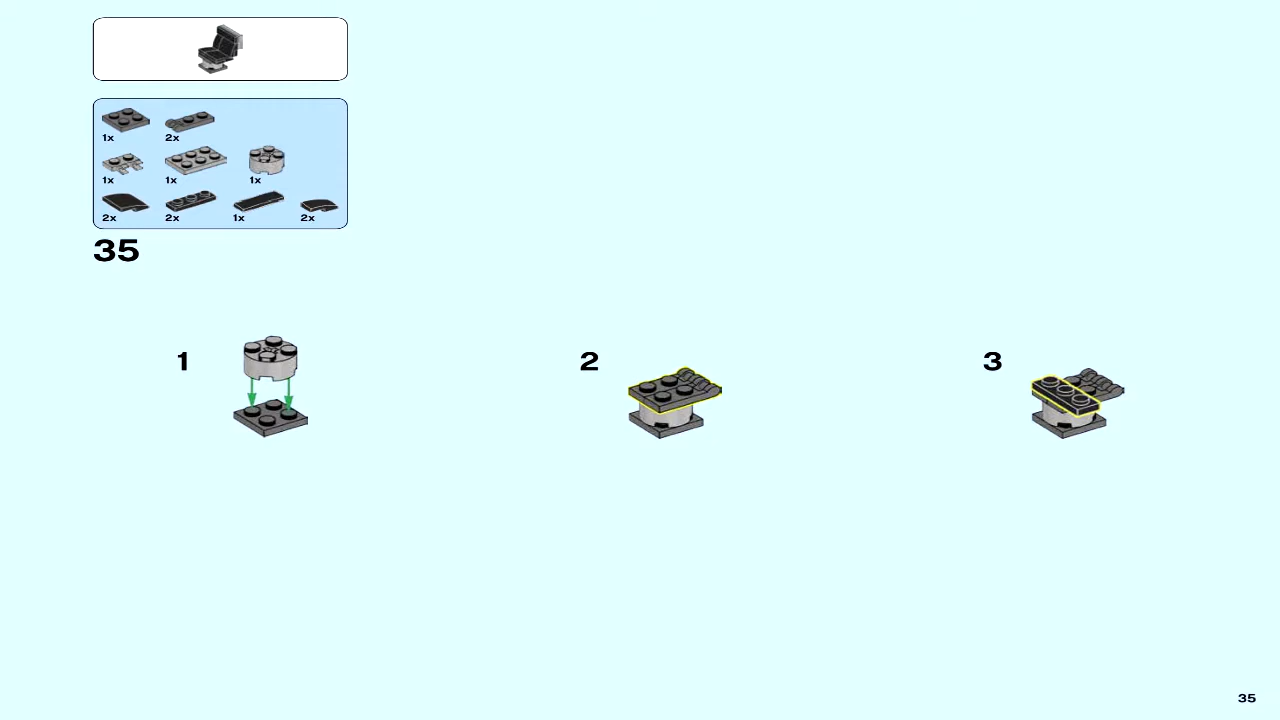 1x 2x
1x 1x 1x
2x 2x 1x 2x
35
1 2 3
35